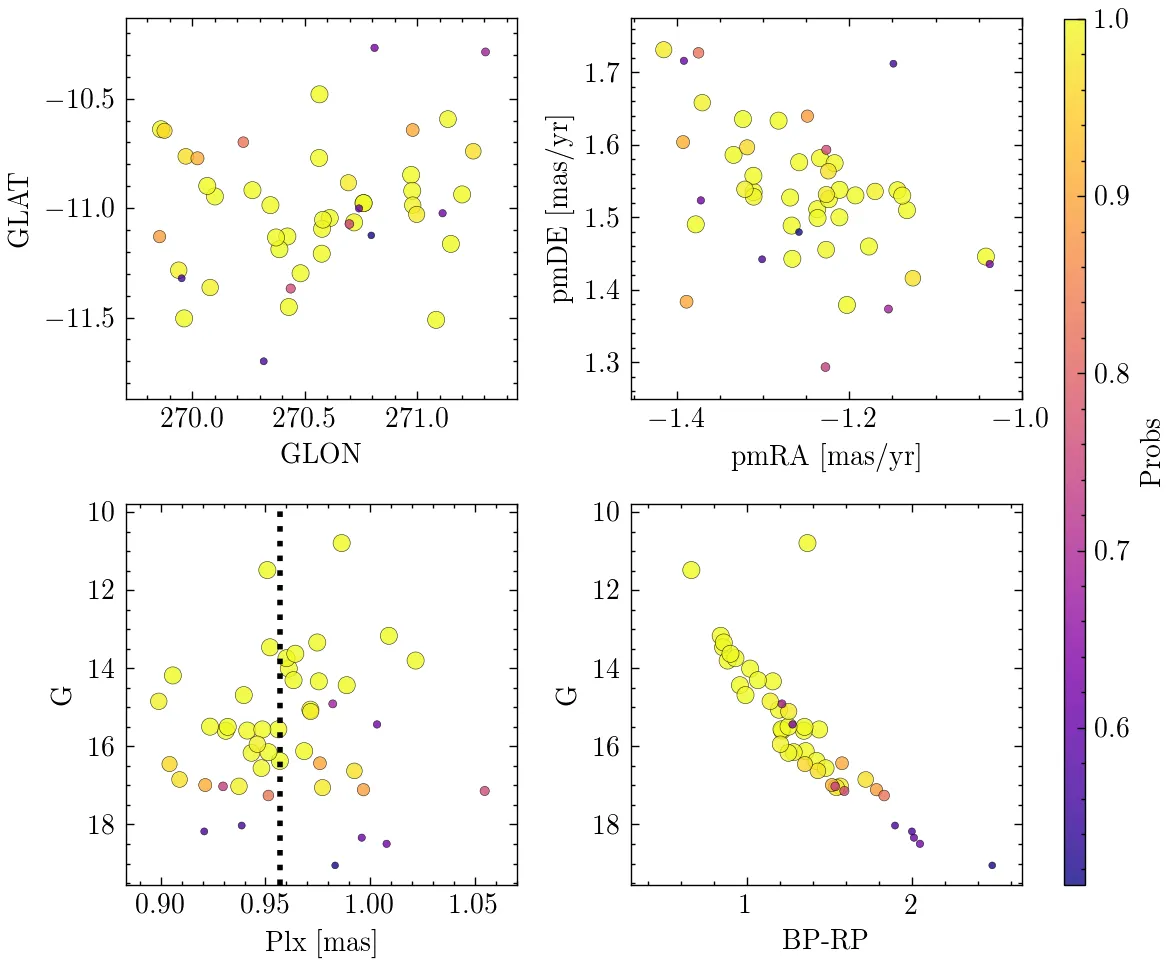 −10.5
−11.0
−11.5
GLAT
270.0 270.5 271.0
GLON
1.7
1.6
1.5
1.4
1.3
pmDE [mas/yr]
−1.4 −1.2 −1.0
pmRA [mas/yr]
10
12
14
16
18
G
0.90 0.95 1.00 1.05
Plx [mas]
10
12
14
16
18
G
1 2
BP-RP
1.0
0.9
0.8
0.7
0.6
Probs